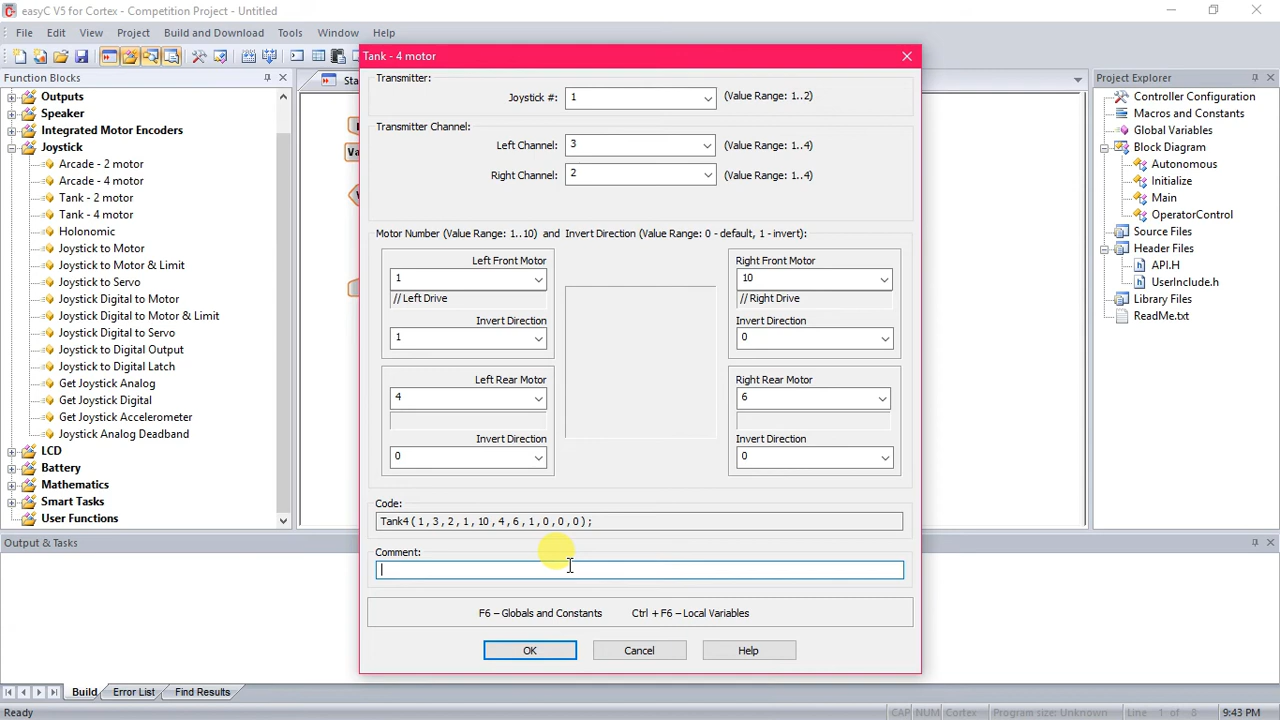 easyC V5 for Cortex - Competition Project - Untitled
File Edit View Project Build and Download Tools Window
Function Blocks
Outputs
Speaker
Integrated Motor Encoders
Joystick
Arcade - 2 motor
Arcade - 4 motor
Tank - 2 motor
Tank - 4 motor
Holonomic
Joystick to Motor
Joystick to Motor & Limit
Joystick to Servo
Joystick Digital to Motor
Joystick Digital to Motor & Limit
Joystick Digital to Servo
Joystick to Digital Output
Joystick to Digital Latch
Get Joystick Analog
Get Joystick Digital
Get Joystick Accelerometer
Joystick Analog Deadband
LCD
Battery
Mathematics
Smart Tasks
User Functions
Sta
Va
Tank - 4 motor
Transmitter:
Joystick #: 1 (Value Range: 1..2)
Transmitter Channel:
Left Channel: 3 (Value Range: 1..4)
Right Channel: 2 (Value Range: 1..4)
Motor Number (Value Range: 1..10) and Invert Direction (Value Range: 0 - default, 1 - invert):
Left Front Motor
1
// Left Drive
Invert Direction
1
Right Front Motor
10
// Right Drive
Invert Direction
0
Left Rear Motor
4
Invert Direction
0
Right Rear Motor
6
Invert Direction
0
Code:
Tank4 ( 1 , 3 , 2 , 1 , 10 , 4 , 6 , 1 , 0 , 0 , 0 ) ;
Comment:
F6 – Globals and Constants Ctrl + F6 – Local Variables
OK Cancel Help
Project Explorer
Controller Configuration
Macros and Constants
Global Variables
Block Diagram
Autonomous
Initialize
Main
OperatorControl
Source Files
Header Files
API.H
UserInclude.h
Library Files
ReadMe.txt
Output & Tasks
Build Error List Find Results
Ready CAP NUM Cortex Program size: Unknown Line 1 of 8 9:43 PM